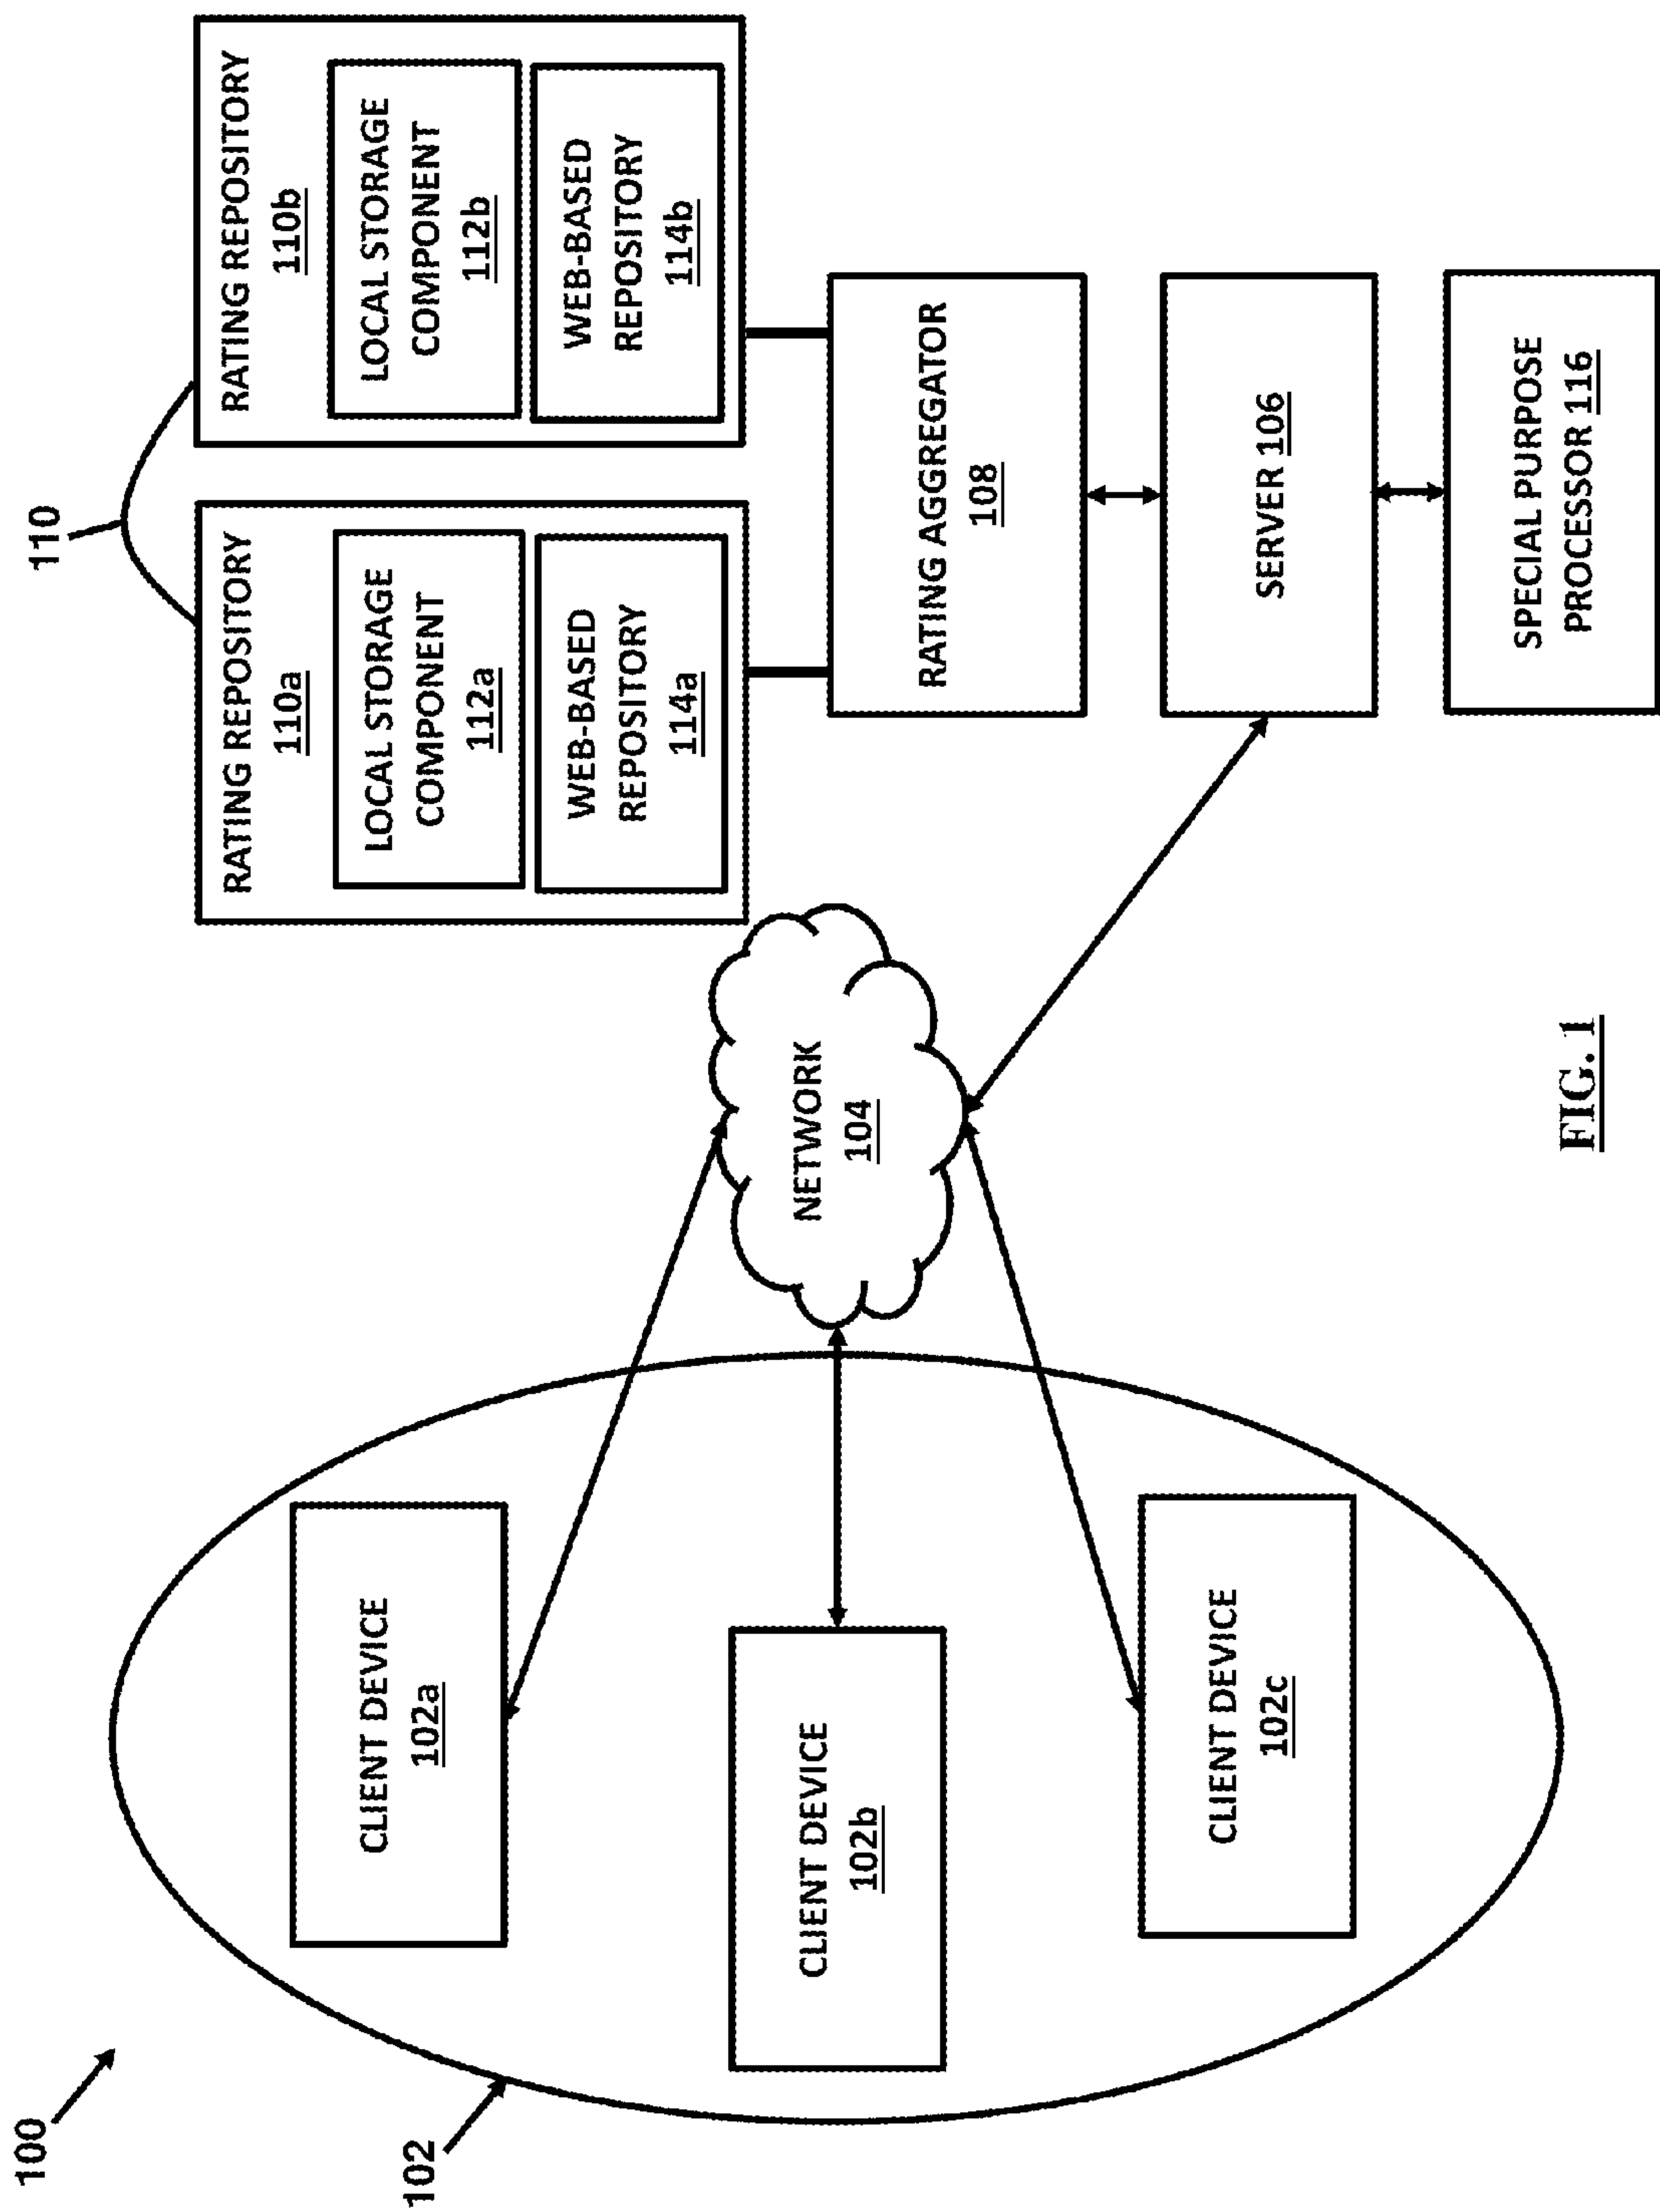 100
102
CLIENT DEVICE
102a
CLIENT DEVICE
102b
CLIENT DEVICE
102c
NETWORK
104
110
RATING REPOSITORY
110a
LOCAL STORAGE
COMPONENT
112a
WEB-BASED
REPOSITORY
114a
RATING REPOSITORY
110b
LOCAL STORAGE
COMPONENT
112b
WEB-BASED
REPOSITORY
114b
RATING AGGREGATOR
108
SERVER 106
SPECIAL PURPOSE
PROCESSOR 116
FIG. 1